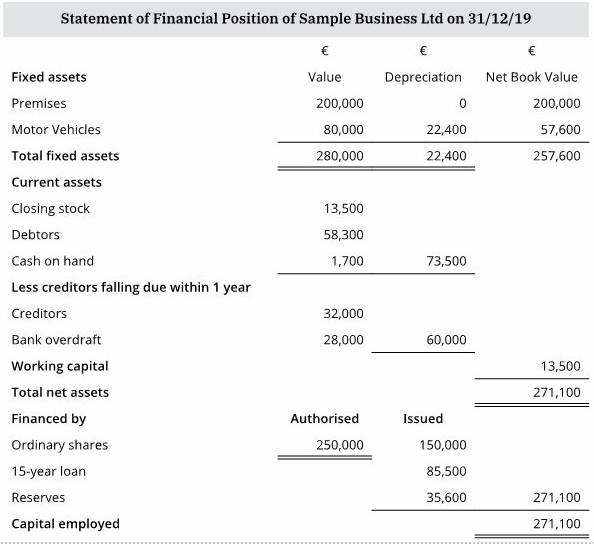 Statement of Financial Position of Sample Business Ltd on 31/12/19
€ € €
Fixed assets Value Depreciation Net Book Value
Premises 200,000 0 200,000
Motor Vehicles 80,000 22,400 57,600
Total fixed assets 280,000 22,400 257,600
Current assets
Closing stock 13,500
Debtors 58,300
Cash on hand 1,700 73,500
Less creditors falling due within 1 year
Creditors 32,000
Bank overdraft 28,000 60,000
Working capital 13,500
Total net assets 271,100
Financed by Authorised Issued
Ordinary shares 250,000 150,000
15-year loan 85,500
Reserves 35,600 271,100
Capital employed 271,100